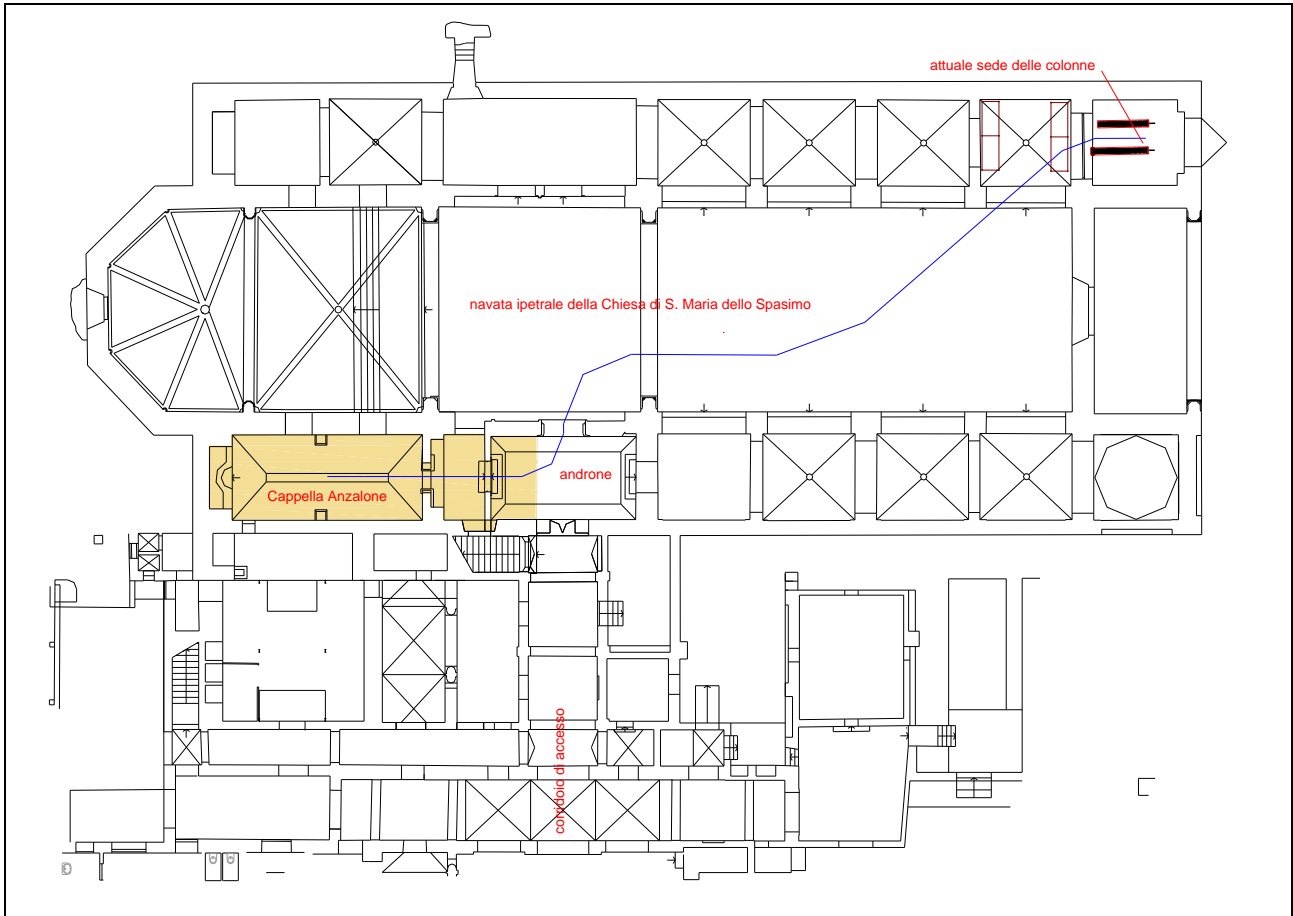 attuale sede delle colonne
navata ipetrale della Chiesa di S. Maria dello Spasimo
androne
Cappella Anzalone
corridoio di accesso